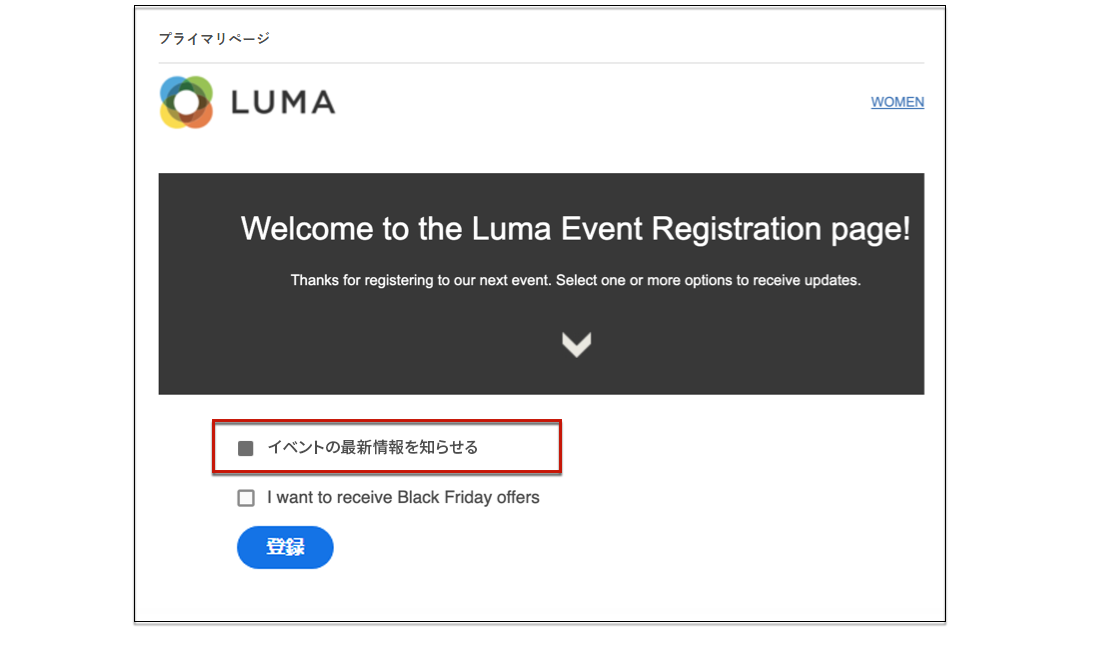 プライマリページ
LUMA
WOMEN
Welcome to the Luma Event Registration page!
Thanks for registering to our next event. Select one or more options to receive updates.
イベントの最新情報を知らせる
I want to receive Black Friday offers
登録